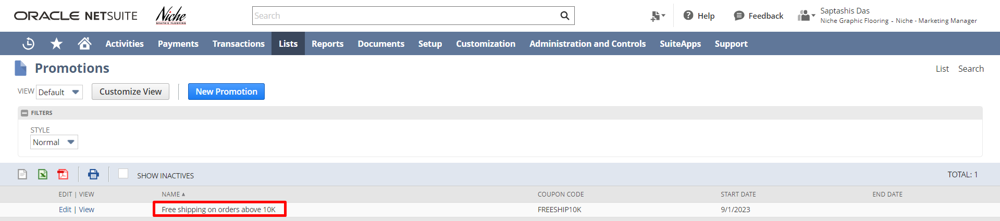 ORACLE NETSUITE
Niche
GRAPHIC FLOORING
Search
Help
Feedback
Saptashis Das
Niche Graphic Flooring - Niche - Marketing Manager
Activities Payments Transactions Lists Reports Documents Setup Customization Administration and Controls SuiteApps Support
Promotions
List Search
VIEW Default Customize View New Promotion
FILTERS
STYLE
Normal
SHOW INACTIVES TOTAL: 1
EDIT | VIEW NAME ▲ COUPON CODE START DATE END DATE
Edit | View Free shipping on orders above 10K FREESHIP10K 9/1/2023